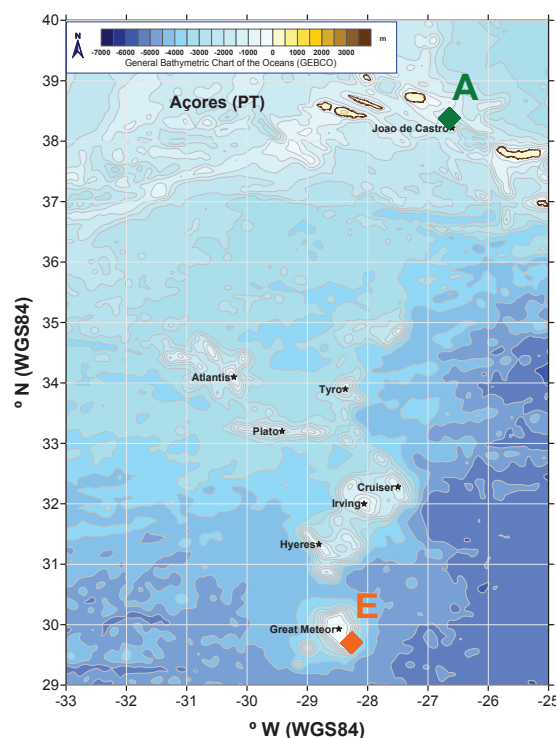 N
-7000 -6000 -5000 -4000 -3000 -2000 -1000 0 1000 2000 3000 m
General Bathymetric Chart of the Oceans (GEBCO)
A
Açores (PT)
Joao de Castro
Atlantis
Tyro
Plato
Cruiser
Irving
Hyeres
E
Great Meteor
40
39
38
37
36
35
34
33
32
31
30
29
º N (WGS84)
-33 -32 -31 -30 -29 -28 -27 -26 -25
º W (WGS84)